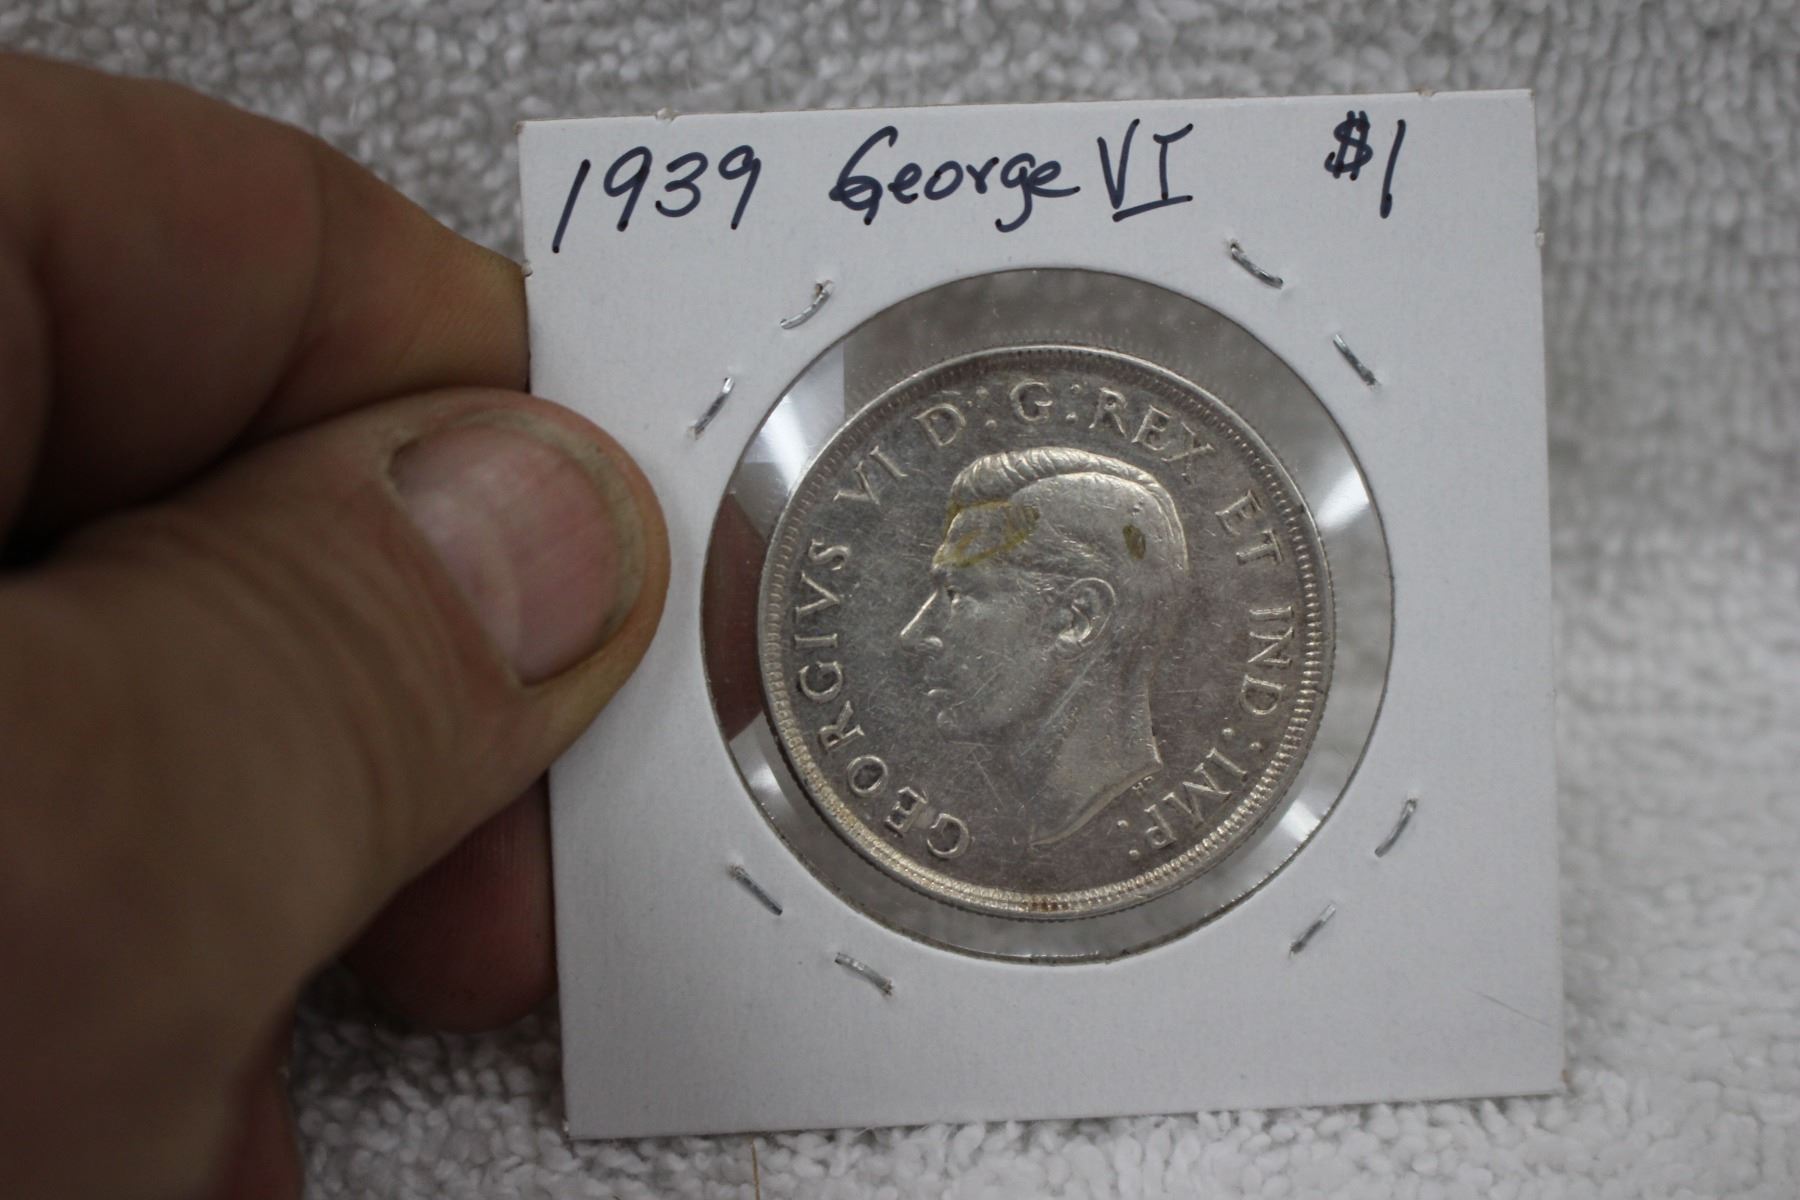 1939 George VI $1
GEORGIVS VI D:G:REX ET IND:IMP: